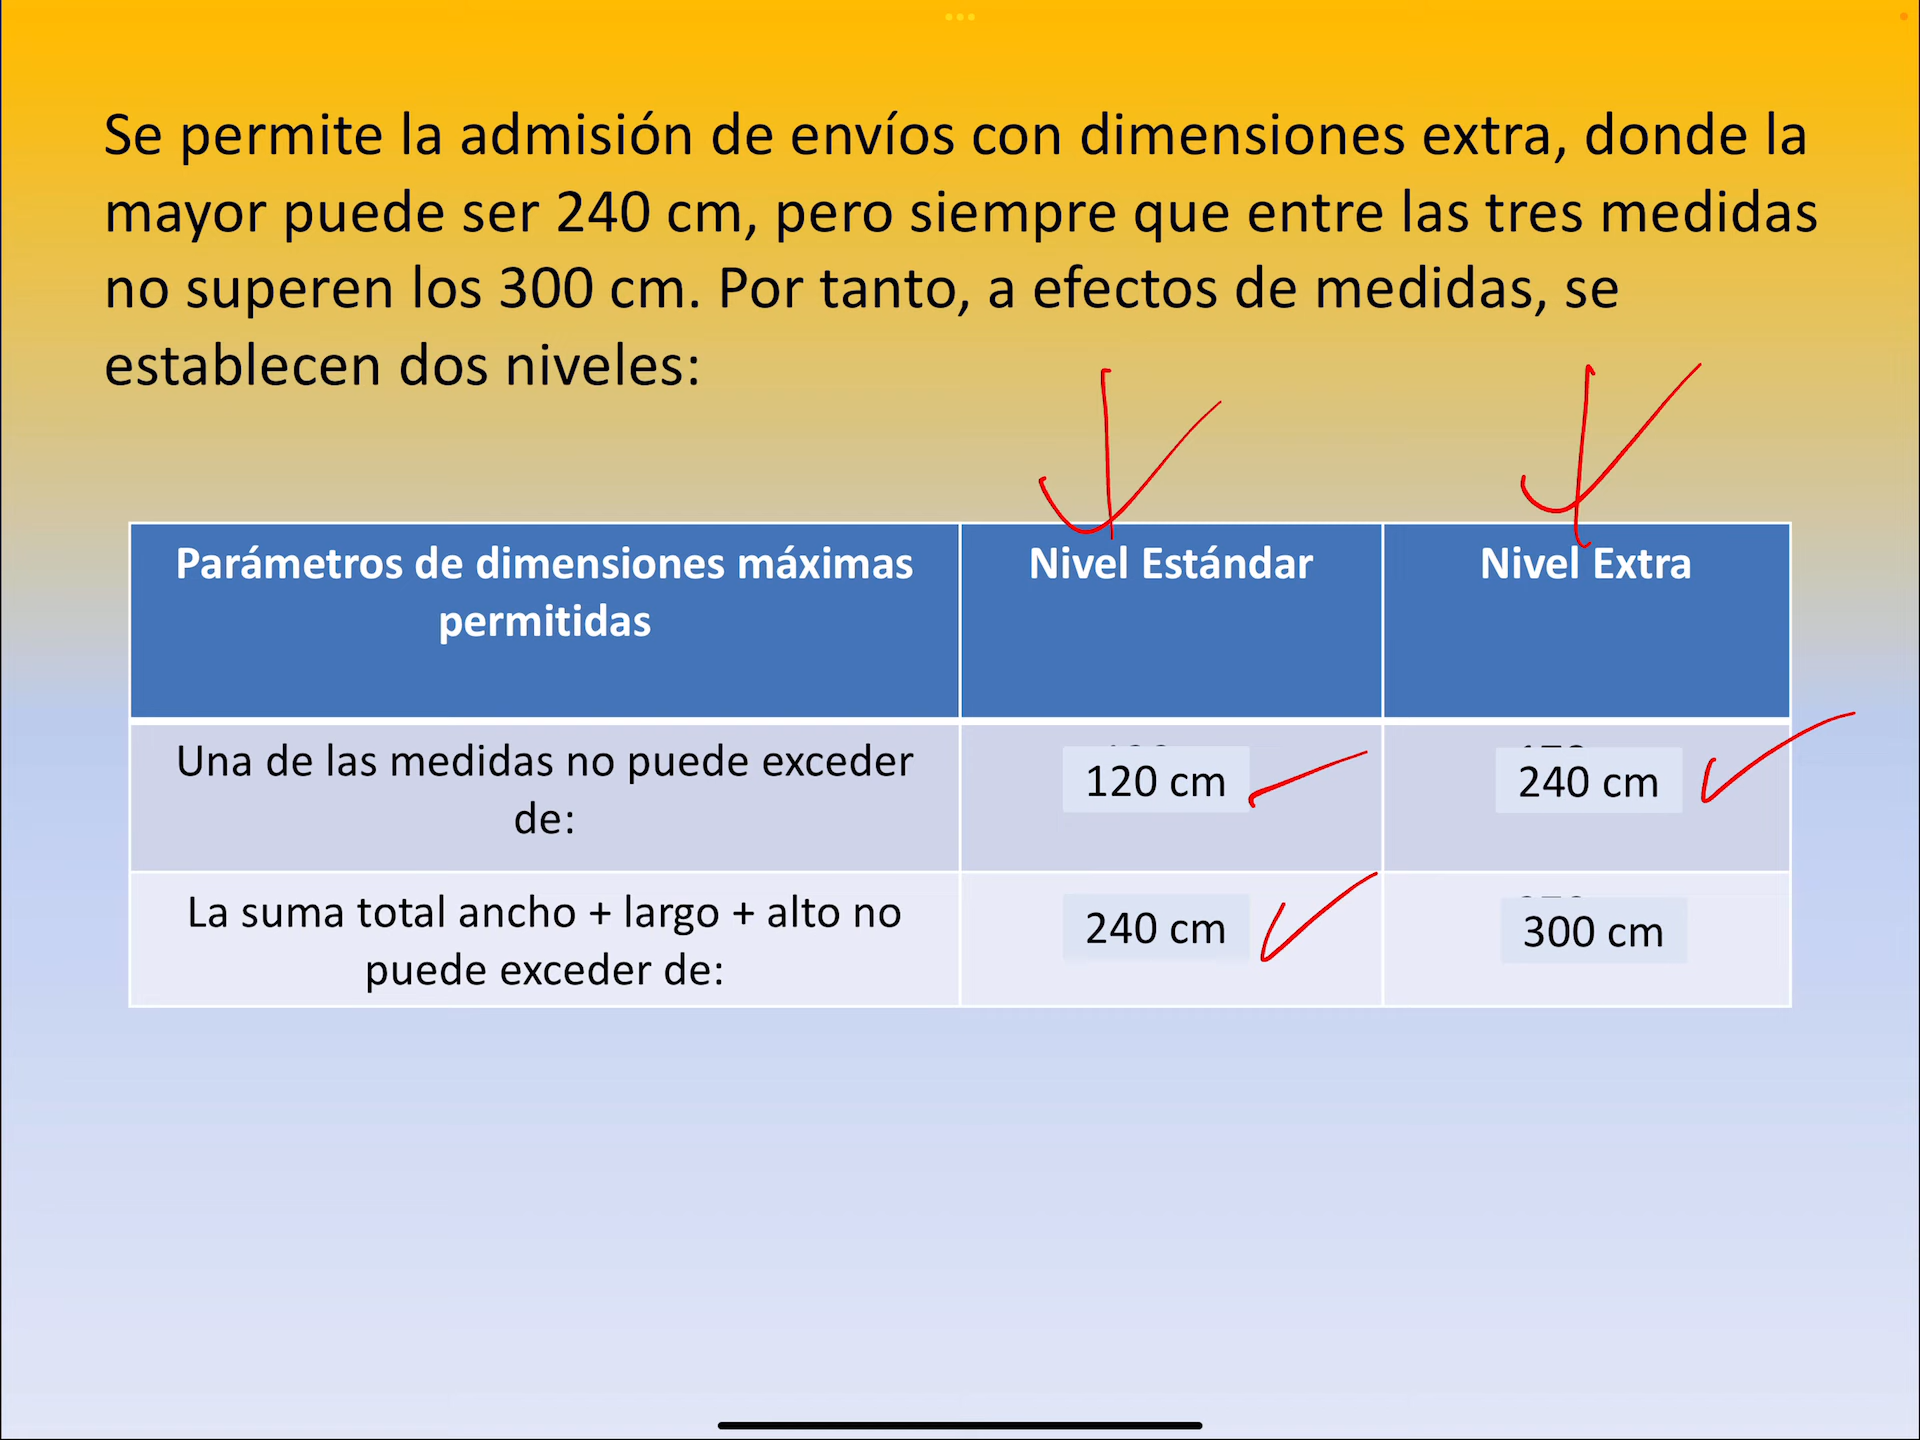 Se permite la admisión de envíos con dimensiones extra, donde la
mayor puede ser 240 cm, pero siempre que entre las tres medidas
no superen los 300 cm. Por tanto, a efectos de medidas, se
establecen dos niveles:
Parámetros de dimensiones máximas
permitidas
Nivel Estándar
Nivel Extra
Una de las medidas no puede exceder
de:
120 cm
240 cm
La suma total ancho + largo + alto no
puede exceder de:
240 cm
300 cm